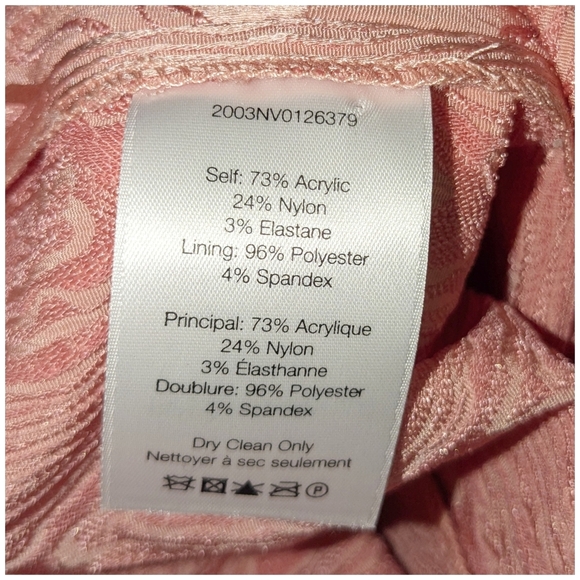 2003NV0126379
Self: 73% Acrylic
24% Nylon
3% Elastane
Lining: 96% Polyester
4% Spandex
Principal: 73% Acrylique
24% Nylon
3% Élasthanne
Doublure: 96% Polyester
4% Spandex
Dry Clean Only
Nettoyer à sec seulement
P